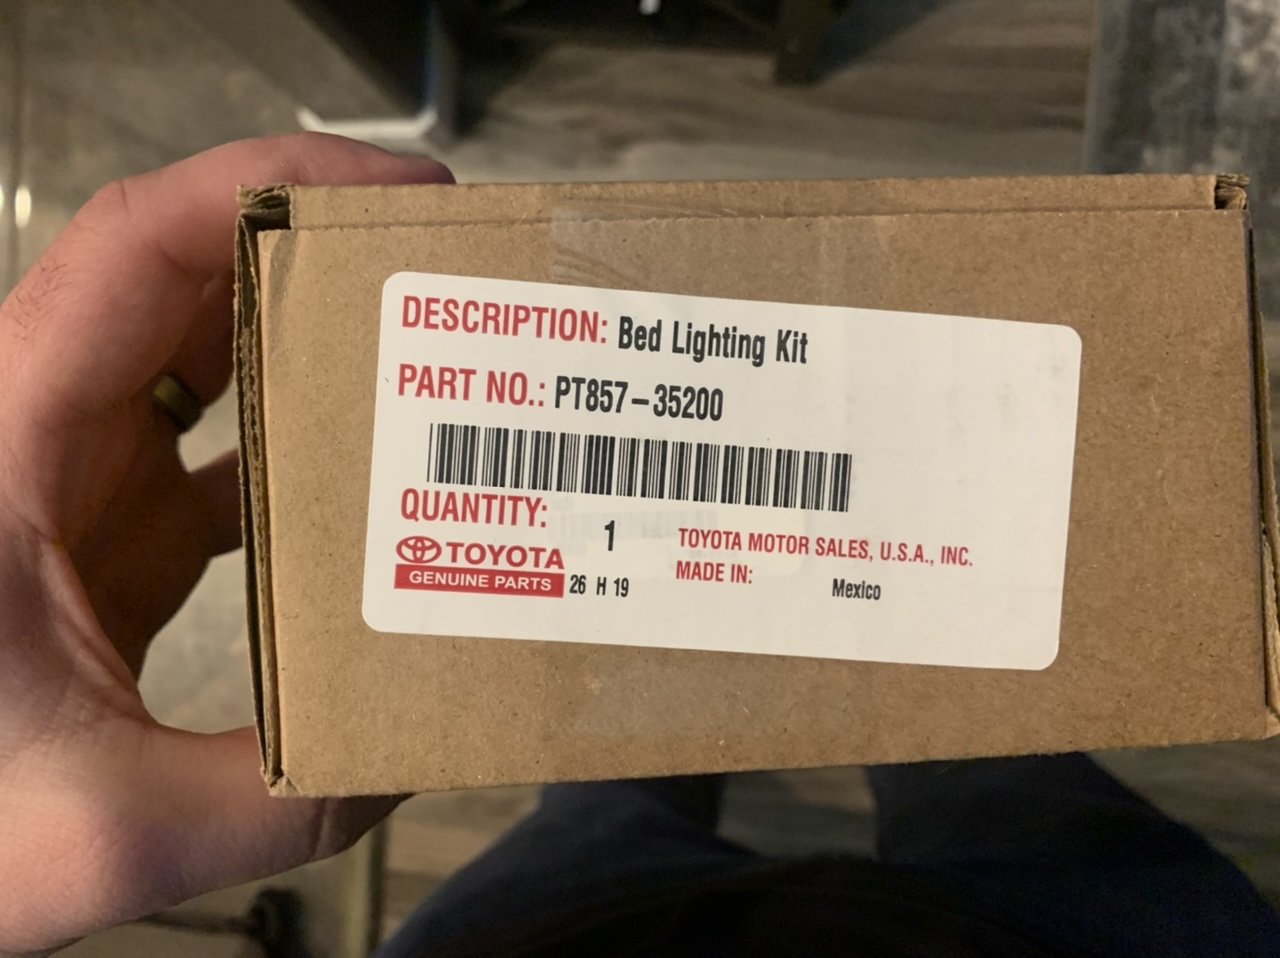 DESCRIPTION: Bed Lighting Kit
PART NO.: PT857-35200
QUANTITY: 1
TOYOTA
GENUINE PARTS
26 H 19
TOYOTA MOTOR SALES, U.S.A., INC.
MADE IN: Mexico